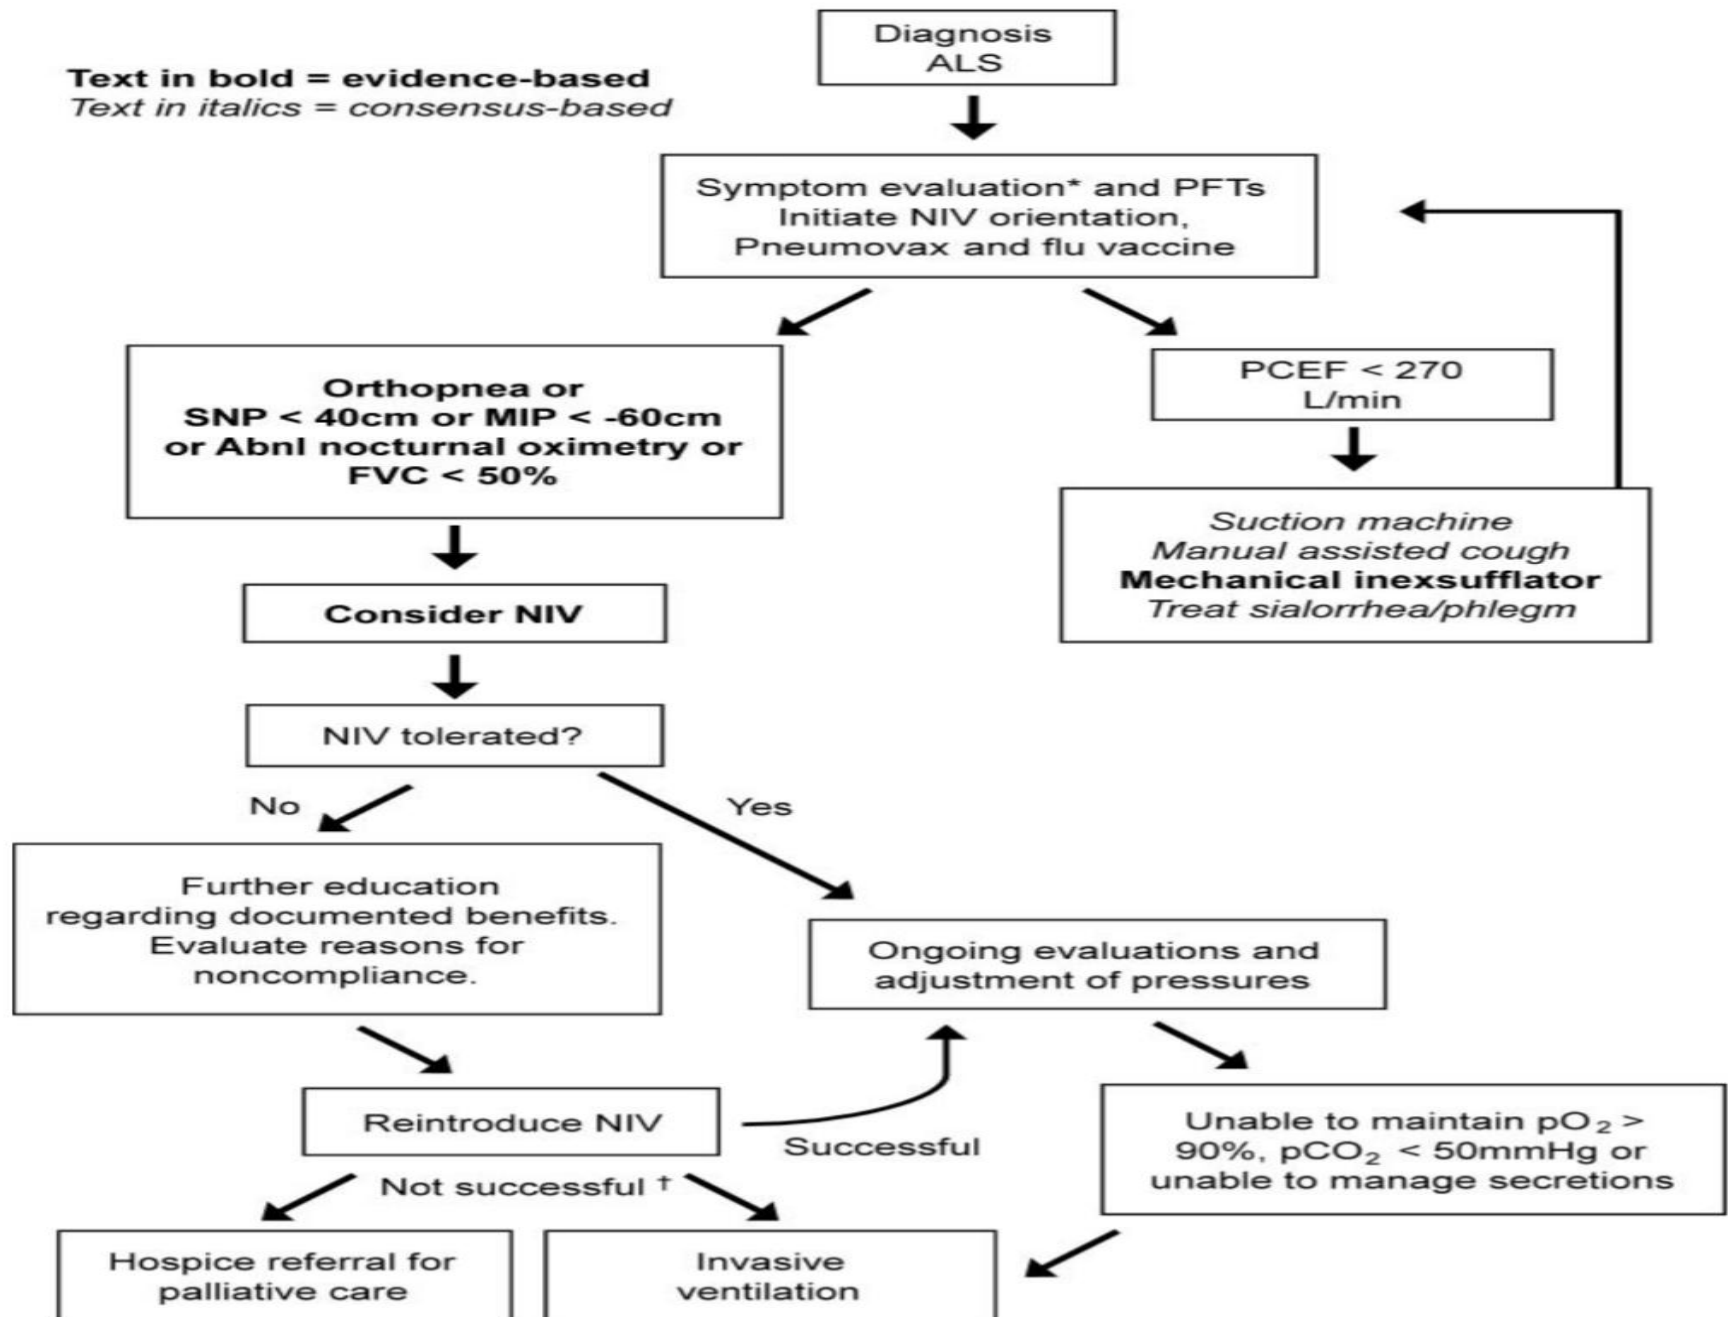 Diagnosis
ALS
Text in bold = evidence-based
Text in italics = consensus-based
Symptom evaluation* and PFTs
Initiate NIV orientation,
Pneumovax and flu vaccine
Orthopnea or
SNP < 40cm or MIP < -60cm
or Abnl nocturnal oximetry or
FVC < 50%
PCEF < 270
L/min
Suction machine
Manual assisted cough
Mechanical inexsufflator
Treat sialorrhea/phlegm
Consider NIV
NIV tolerated?
No
Yes
Further education
regarding documented benefits.
Evaluate reasons for
noncompliance.
Ongoing evaluations and
adjustment of pressures
Reintroduce NIV
Successful
Unable to maintain pO₂ >
90%, pCO₂ < 50mmHg or
unable to manage secretions
Not successful †
Hospice referral for
palliative care
Invasive
ventilation